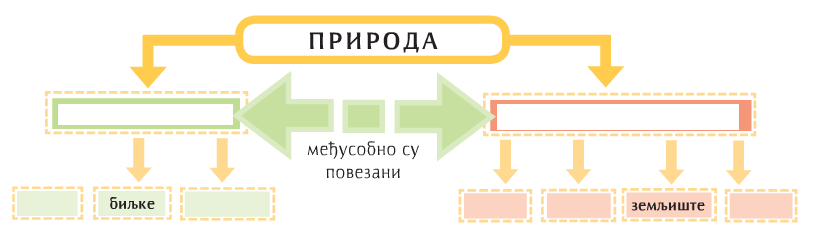 ПРИРОДА
међусобно су
повезани
биљке
земљиште